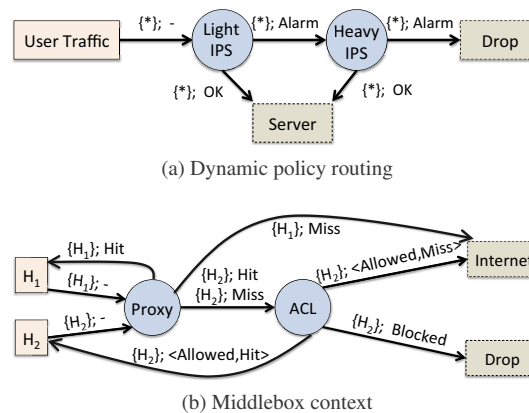 User Traffic
{*}; -
Light
IPS
{*}; Alarm
Heavy
IPS
{*}; Alarm
Drop
{*}; OK
{*}; OK
Server
(a) Dynamic policy routing
{H1}; Hit
{H1}; Miss
H1
{H1}; -
{H2}; -
H2
Proxy
{H2}; Hit
{H2}; Miss
ACL
{H2}; <Allowed,Miss>
Internet
{H2}; Blocked
{H2}; <Allowed,Hit>
Drop
(b) Middlebox context